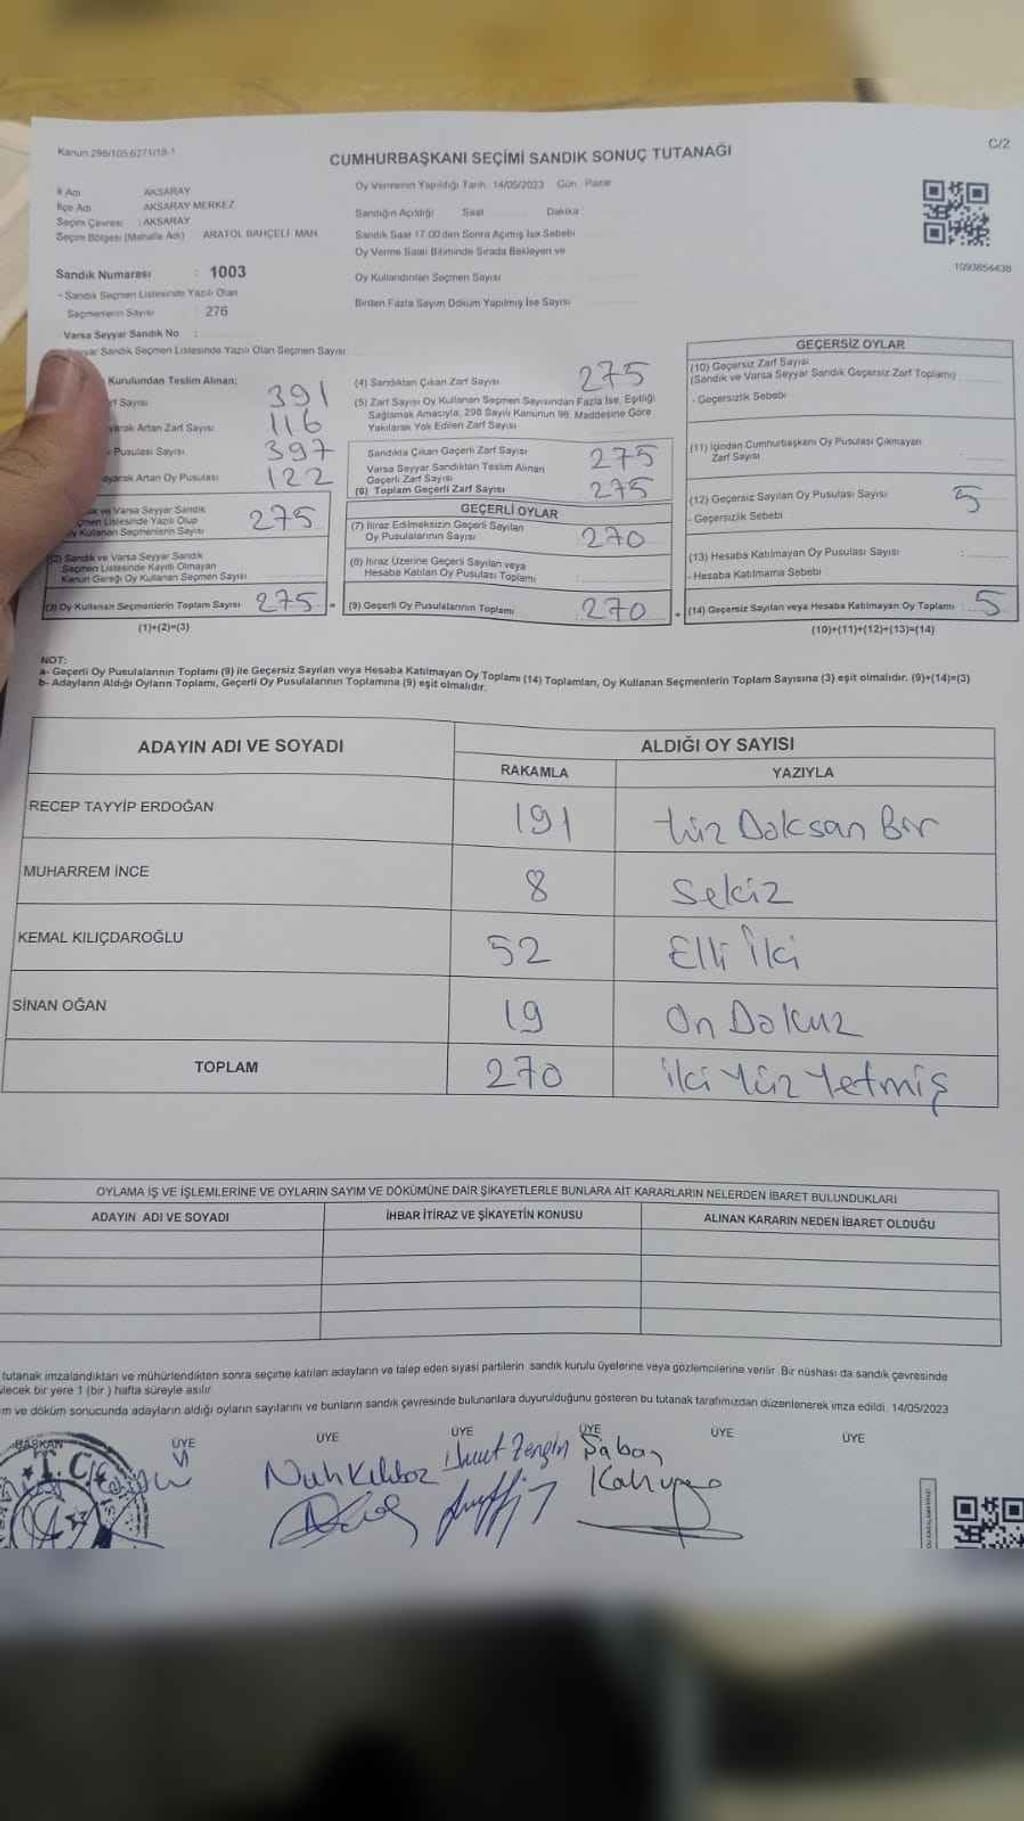 Kanun 298/105 6271/18-1
C/2
CUMHURBAŞKANI SEÇİMİ SANDIK SONUÇ TUTANAĞI
İl Adı AKSARAY
İlçe Adı AKSARAY MERKEZ
Seçim Çevresi : AKSARAY
Seçim Bölgesi (Mahalle Adı) ARATOL BAHÇELİ MAH.
Sandık Numarası : 1003
- Sandık Seçmen Listesinde Yazılı Olan
Seçmenlerin Sayısı : 276
Varsa Seyyar Sandık No :
Sandık Seçmen Listesinde Yazılı Olan Seçmen Sayısı
Oy Vermenin Yapıldığı Tarih: 14/05/2023 Gün: Pazar
Sandığın Açıldığı Saat Dakika
Sandık Saat 17.00'den Sonra Açılmış İse Sebebi
Oy Verme Saati Bitiminde Sırada Bekleyen ve
Oy Kullandırılan Seçmen Sayısı
Birden Fazla Sayım Döküm Yapılmış İse Sayısı
1093856438
Kurulundan Teslim Alınan;
Sayısı 391
Artan Zarf Sayısı 116
Pusulası Sayısı 397
Artan Oy Pusulası 122
ve Varsa Seyyar Sandık
Listesinde Yazılı Olup
Oy Kullanan Seçmenlerin Sayısı 275
(2) Sandık ve Varsa Seyyar Sandık
Seçmen Listesinde Kayıtlı Olmayan
Kanun Gereği Oy Kullanan Seçmen Sayısı
(3) Oy Kullanan Seçmenlerin Toplam Sayısı 275
(1)+(2)=(3)
(4) Sandıktan Çıkan Zarf Sayısı 275
(5) Zarf Sayısı Oy Kullanan Seçmen Sayısından Fazla İse, Eşitliği
Sağlamak Amacıyla, 298 Sayılı Kanunun 98. Maddesine Göre
Yakılarak Yok Edilen Zarf Sayısı
Sandıkta Çıkan Geçerli Zarf Sayısı 275
Varsa Seyyar Sandıktan Teslim Alınan
Geçerli Zarf Sayısı
(6) Toplam Geçerli Zarf Sayısı 275
GEÇERLİ OYLAR
(7) İtiraz Edilmeksizin Geçerli Sayılan
Oy Pusulalarının Sayısı 270
(8) İtiraz Üzerine Geçerli Sayılan veya
Hesaba Katılan Oy Pusulası Toplamı :
(9) Geçerli Oy Pusulalarının Toplamı 270
GEÇERSİZ OYLAR
(10) Geçersiz Zarf Sayısı
(Sandık ve Varsa Seyyar Sandık Geçersiz Zarf Toplamı)
- Geçersizlik Sebebi
(11) İçinden Cumhurbaşkanı Oy Pusulası Çıkmayan
Zarf Sayısı
(12) Geçersiz Sayılan Oy Pusulası Sayısı 5
- Geçersizlik Sebebi
(13) Hesaba Katılmayan Oy Pusulası Sayısı :
- Hesaba Katılmama Sebebi
(14) Geçersiz Sayılan veya Hesaba Katılmayan Oy Toplamı 5
(10)+(11)+(12)+(13)=(14)
NOT:
a- Geçerli Oy Pusulalarının Toplamı (9) ile Geçersiz Sayılan veya Hesaba Katılmayan Oy Toplamı (14) Toplamları, Oy Kullanan Seçmenlerin Toplam Sayısına (3) eşit olmalıdır. (9)+(14)=(3)
b- Adayların Aldığı Oyların Toplamı, Geçerli Oy Pusulalarının Toplamına (9) eşit olmalıdır.
ADAYIN ADI VE SOYADI ALDIĞI OY SAYISI
RAKAMLA YAZIYLA
RECEP TAYYİP ERDOĞAN 191 Yüz Doksan Bir
MUHARREM İNCE 8 Sekiz
KEMAL KILIÇDAROĞLU 52 Elli İki
SİNAN OĞAN 19 On Dokuz
TOPLAM 270 İki Yüz Yetmiş
OYLAMA İŞ VE İŞLEMLERİNE VE OYLARIN SAYIM VE DÖKÜMÜNE DAİR ŞİKAYETLERLE BUNLARA AİT KARARLARIN NELERDEN İBARET BULUNDUKLARI
ADAYIN ADI VE SOYADI İHBAR İTİRAZ VE ŞİKAYETİN KONUSU ALINAN KARARIN NEDEN İBARET OLDUĞU
tutanak imzalandıktan ve mühürlendikten sonra seçime katılan adayların ve talep eden siyasi partilerin sandık kurulu üyelerine veya gözlemcilerine verilir. Bir nüshası da sandık çevresinde
bir yere 1 (bir ) hafta süreyle asılır
ve döküm sonucunda adayların aldığı oyların sayılarını ve bunların sandık çevresinde bulunanlara duyurulduğunu gösteren bu tutanak tarafımızdan düzenlenerek imza edildi. 14/05/2023
BAŞKAN ÜYE ÜYE ÜYE ÜYE ÜYE ÜYE
T.C.
Zengin Şaban